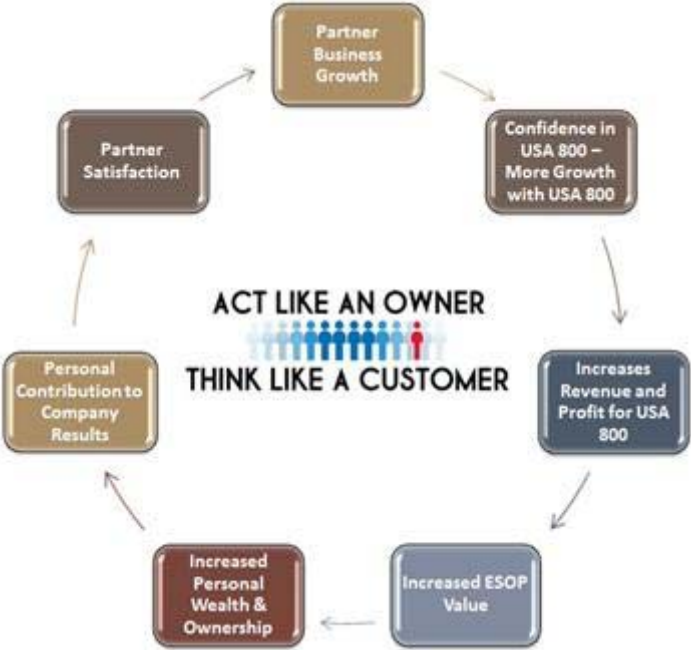 Partner
Business
Growth
Confidence in
USA 800 –
More Growth
with USA 800
Increases
Revenue and
Profit for USA
800
Increased ESOP
Value
Increased
Personal
Wealth &
Ownership
Personal
Contribution to
Company
Results
Partner
Satisfaction
ACT LIKE AN OWNER
THINK LIKE A CUSTOMER